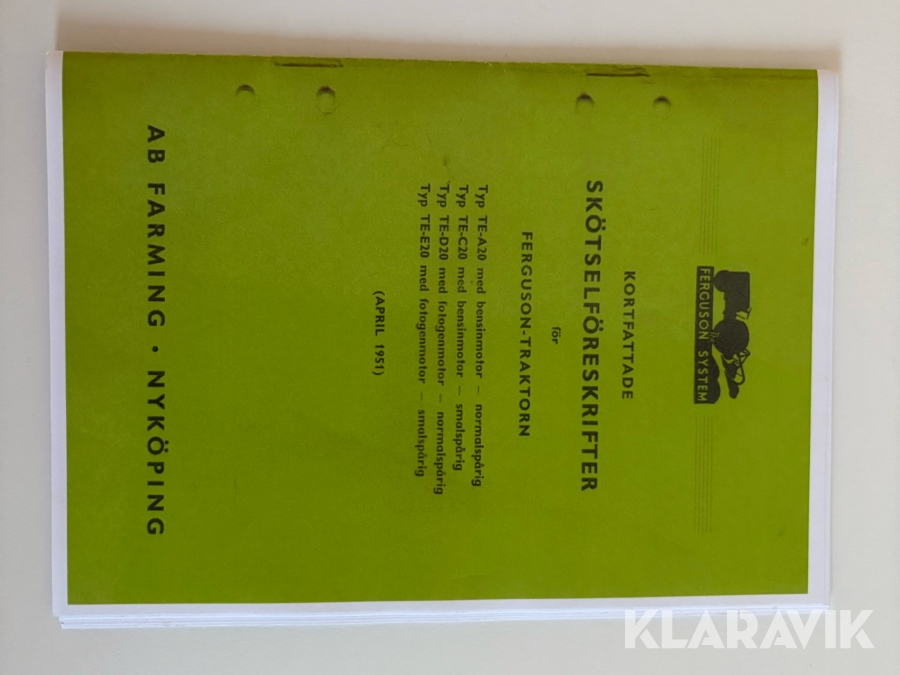 FERGUSON SYSTEM
KORTFATTADE
SKÖTSELFÖRESKRIFTER
för
FERGUSON-TRAKTORN
Typ TE-A20 med bensinmotor — normalspårig
Typ TE-C20 med bensinmotor — smalspårig
Typ TE-D20 med fotogenmotor — normalspårig
Typ TE-E20 med fotogenmotor — smalspårig
(APRIL 1951)
AB FARMING • NYKÖPING
KLARAVIK